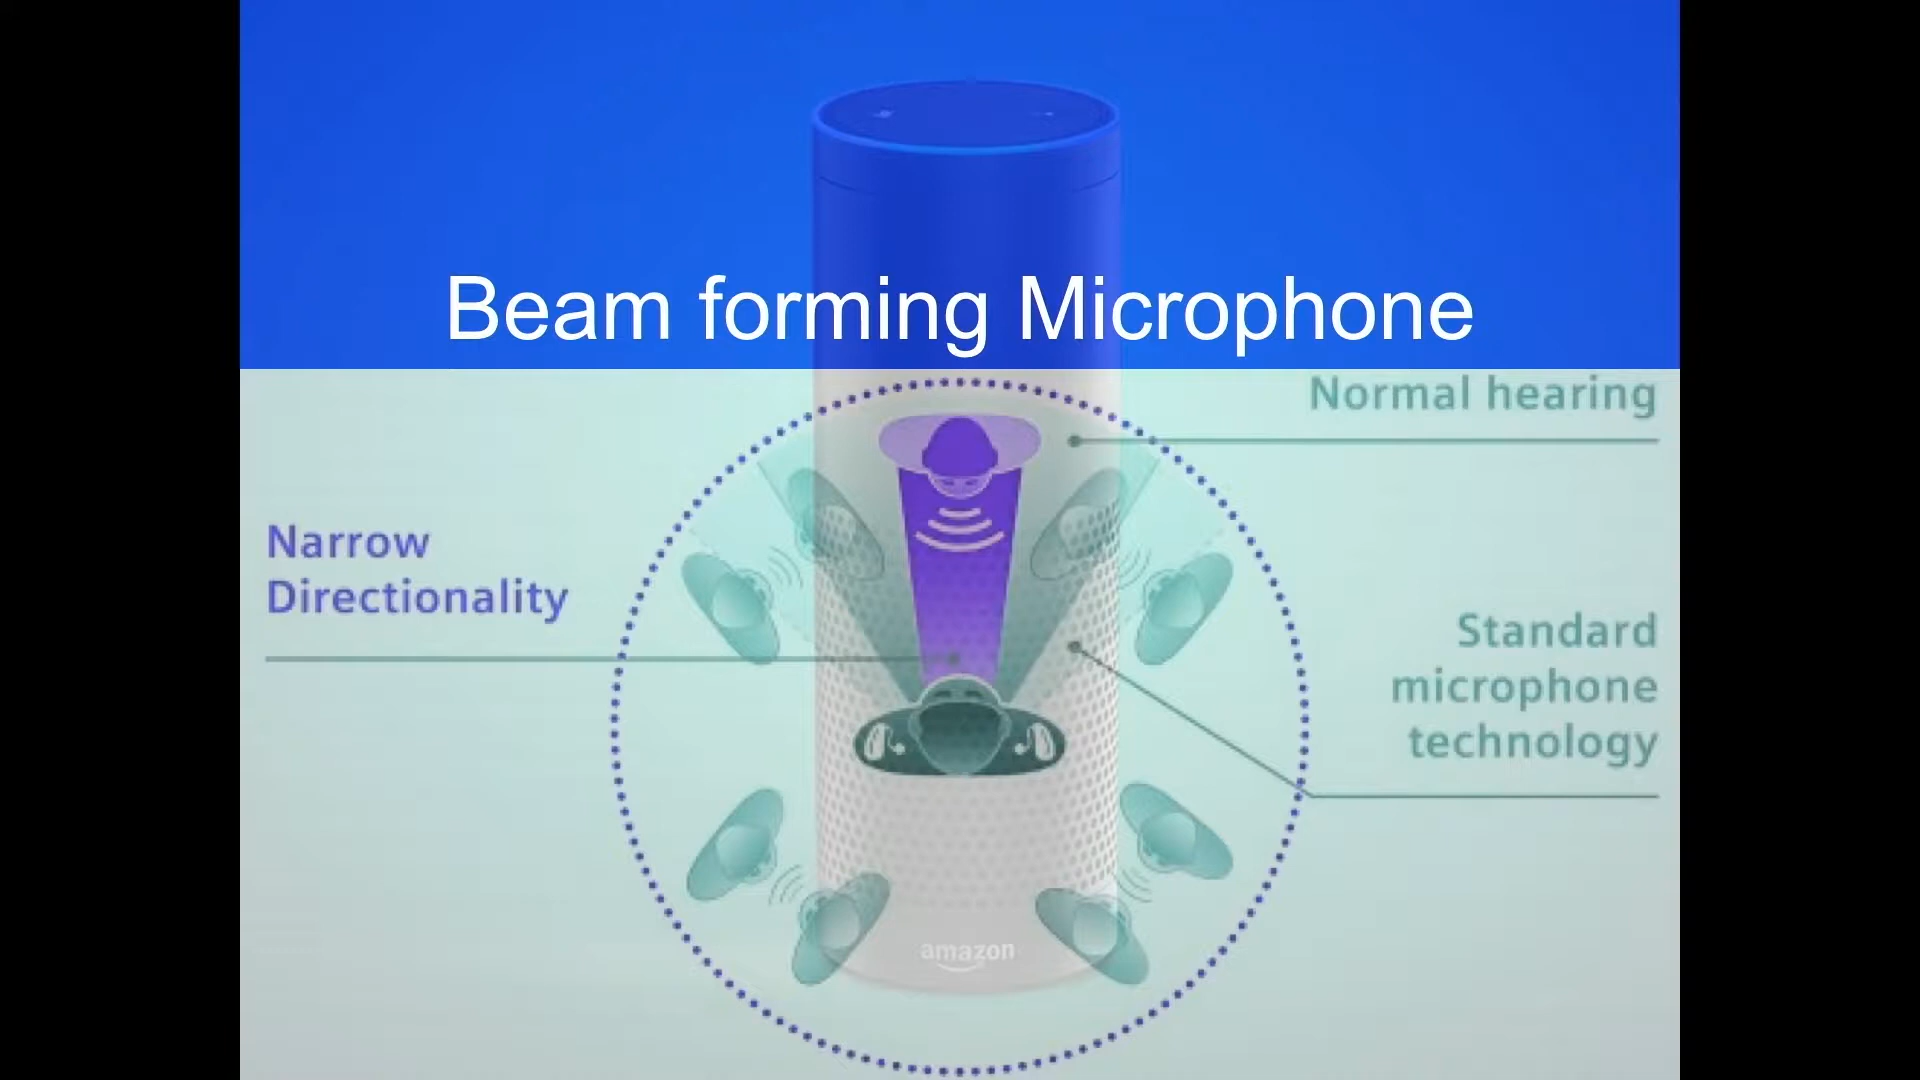 Beam forming Microphone
Normal hearing
Narrow
Directionality
Standard
microphone
technology
amazon